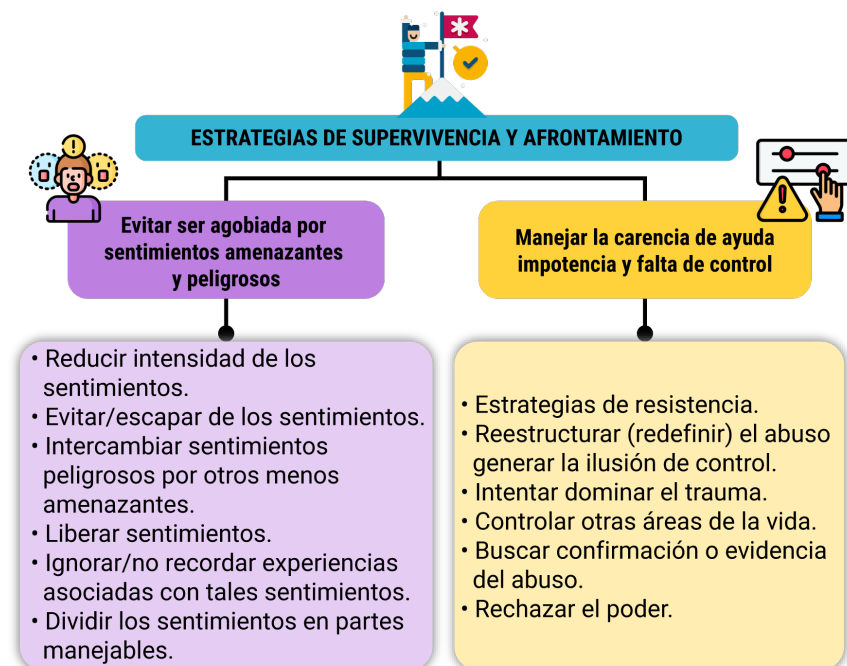 ESTRATEGIAS DE SUPERVIVENCIA Y AFRONTAMIENTO
Evitar ser agobiada por
sentimientos amenazantes
y peligrosos
• Reducir intensidad de los
sentimientos.
• Evitar/escapar de los sentimientos.
• Intercambiar sentimientos
peligrosos por otros menos
amenazantes.
• Liberar sentimientos.
• Ignorar/no recordar experiencias
asociadas con tales sentimientos.
• Dividir los sentimientos en partes
manejables.
Manejar la carencia de ayuda
impotencia y falta de control
• Estrategias de resistencia.
• Reestructurar (redefinir) el abuso
generar la ilusión de control.
• Intentar dominar el trauma.
• Controlar otras áreas de la vida.
• Buscar confirmación o evidencia
del abuso.
• Rechazar el poder.